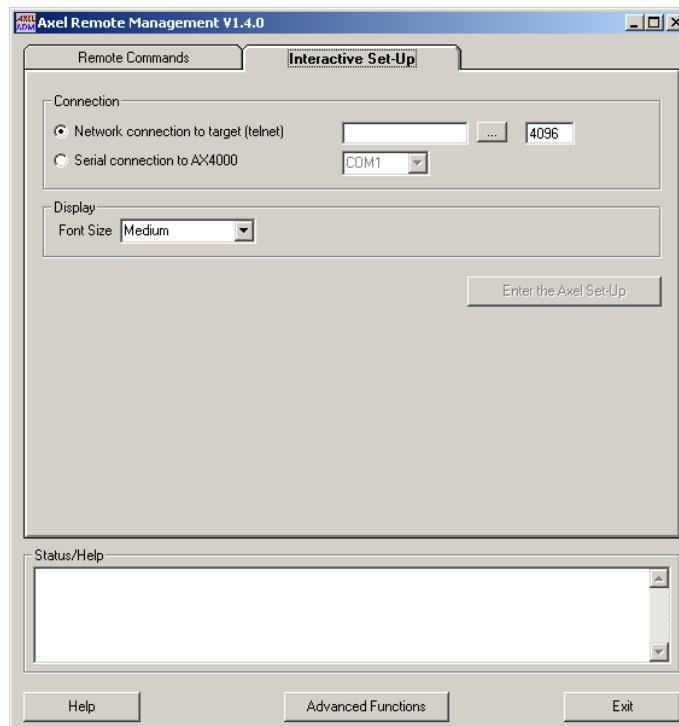 AXEL ADM Axel Remote Management V1.4.0
Remote Commands Interactive Set-Up
Connection
Network connection to target (telnet) ... 4096
Serial connection to AX4000 COM1
Display
Font Size Medium
Enter the Axel Set-Up
Status/Help
Help Advanced Functions Exit